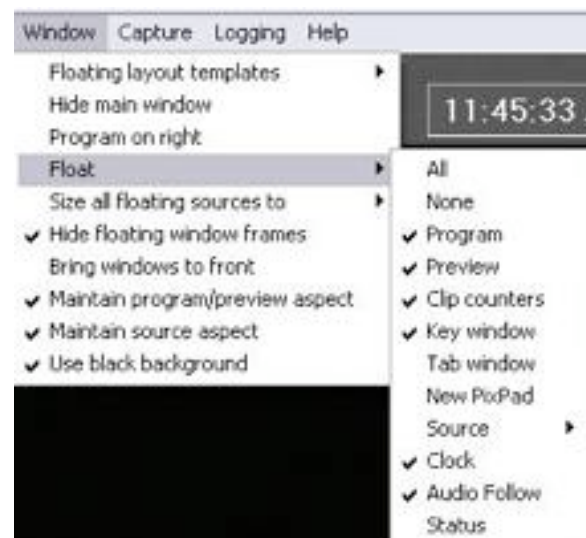 Window Capture Logging Help
Floating layout templates
Hide main window
Program on right
Float
Size all floating sources to
Hide floating window frames
Bring windows to front
Maintain program/preview aspect
Maintain source aspect
Use black background
11:45:33
All
None
Program
Preview
Clip counters
Key window
Tab window
New PixPad
Source
Clock
Audio Follow
Status